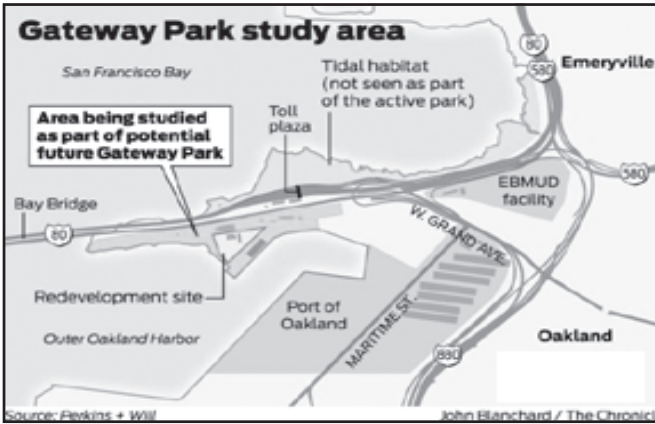 Gateway Park study area
San Francisco Bay
Tidal habitat
(not seen as part
of the active park)
80
580
Emeryville
Area being studied
as part of potential
future Gateway Park
Toll
plaza
580
EBMUD
facility
Bay Bridge
80
W. GRAND AVE.
Redevelopment site
Port of
Oakland
MARITIME ST.
Outer Oakland Harbor
880
Oakland
Source: Perkins + Will
John Blanchard / The Chronicl